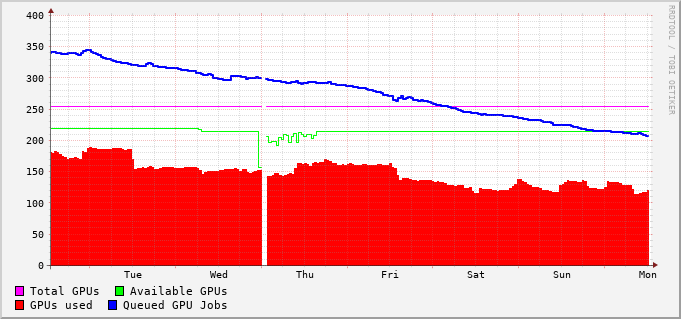 400
350
300
250
200
150
100
50
0
Tue Wed Thu Fri Sat Sun Mon
Total GPUs Available GPUs
GPUs used Queued GPU Jobs
RRDTOOL / TOBI OETIKER